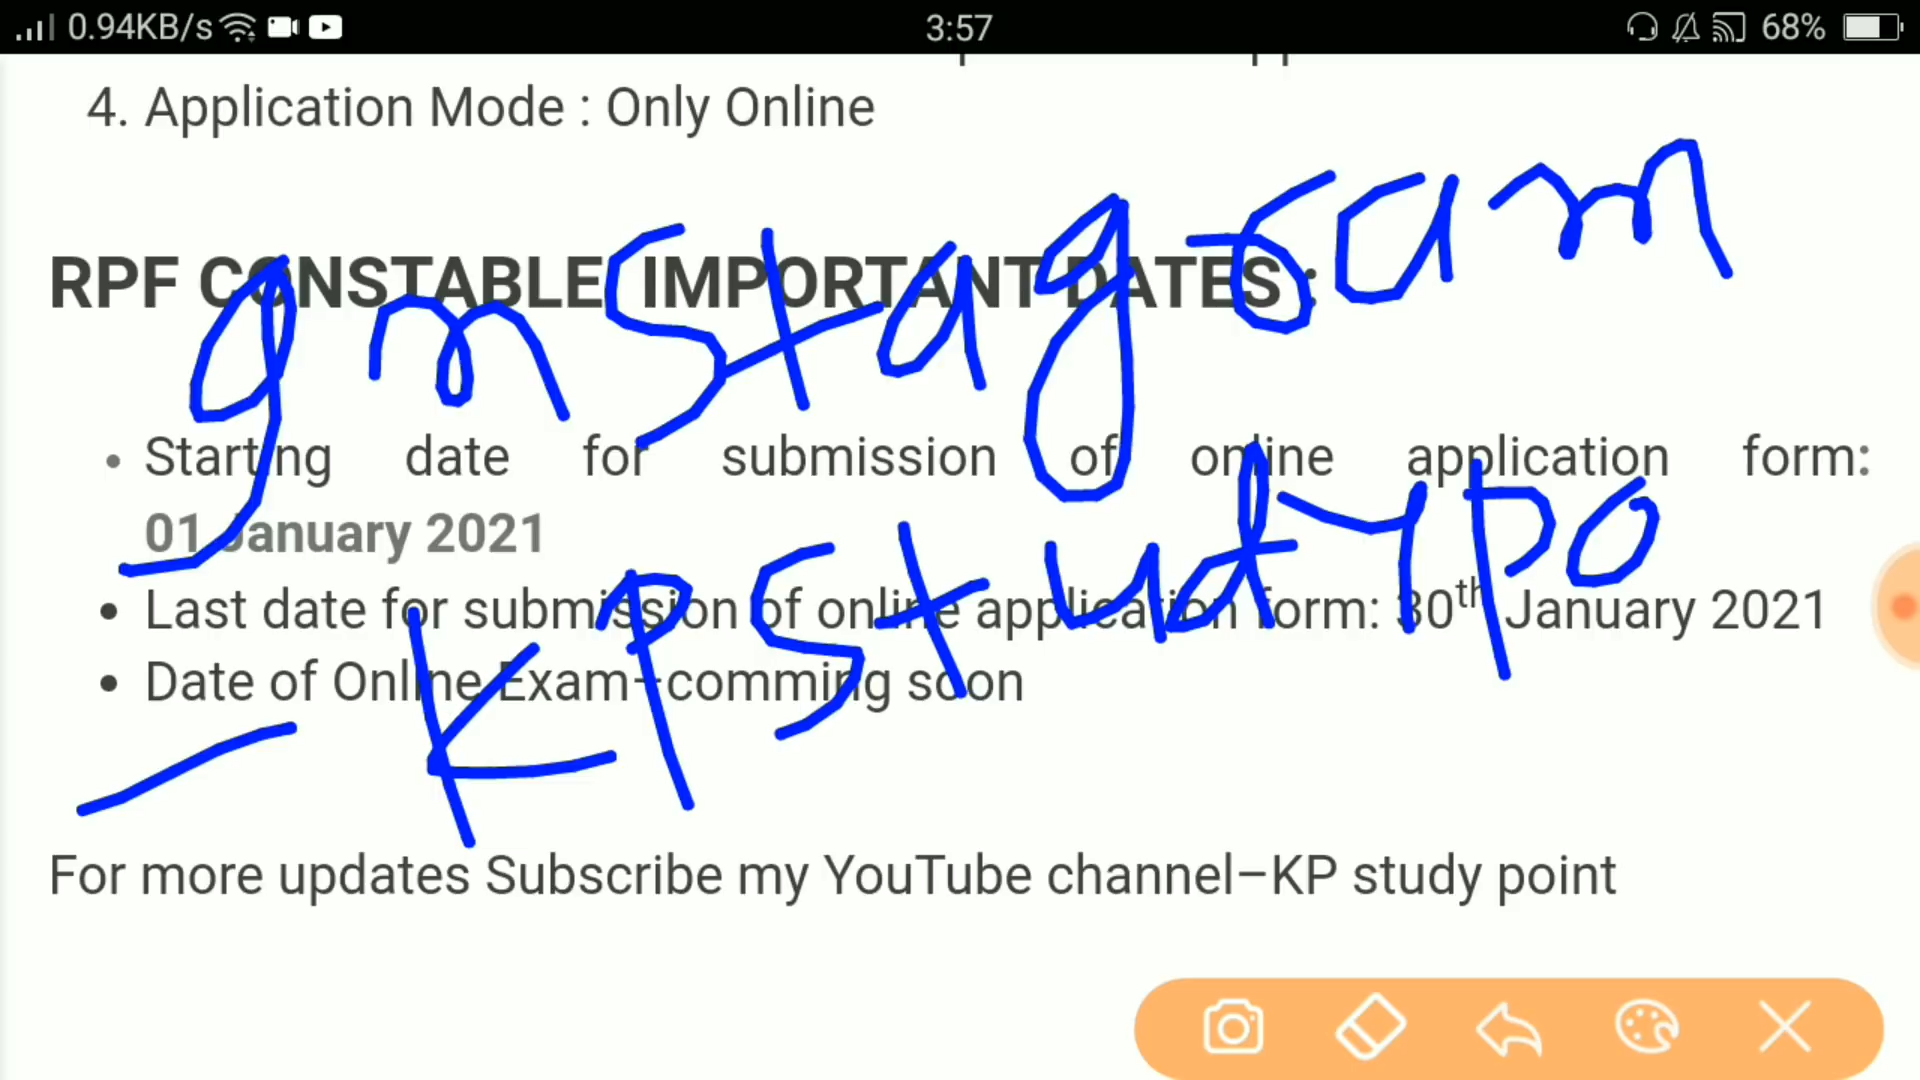 0.94KB/s 3:57 68%
4. Application Mode : Only Online
RPF CONSTABLE IMPORTANT DATES :
Instagram
• Starting date for submission of online application form:
01 January 2021
• Last date for submission of online application form: 30th January 2021
• Date of Online Exam–comming soon
– KPStudypo
For more updates Subscribe my YouTube channel–KP study point